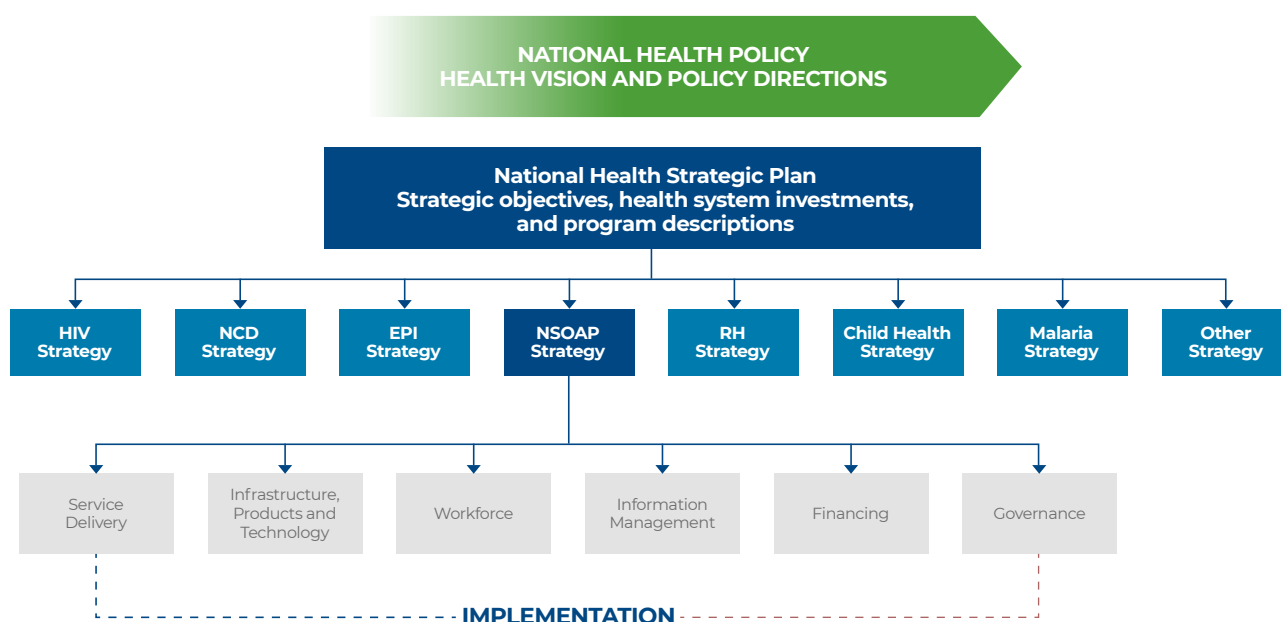 NATIONAL HEALTH POLICY
HEALTH VISION AND POLICY DIRECTIONS
National Health Strategic Plan
Strategic objectives, health system investments,
and program descriptions
HIV
Strategy
NCD
Strategy
EPI
Strategy
NSOAP
Strategy
RH
Strategy
Child Health
Strategy
Malaria
Strategy
Other
Strategy
Service
Delivery
Infrastructure,
Products and
Technology
Workforce
Information
Management
Financing
Governance
IMPLEMENTATION